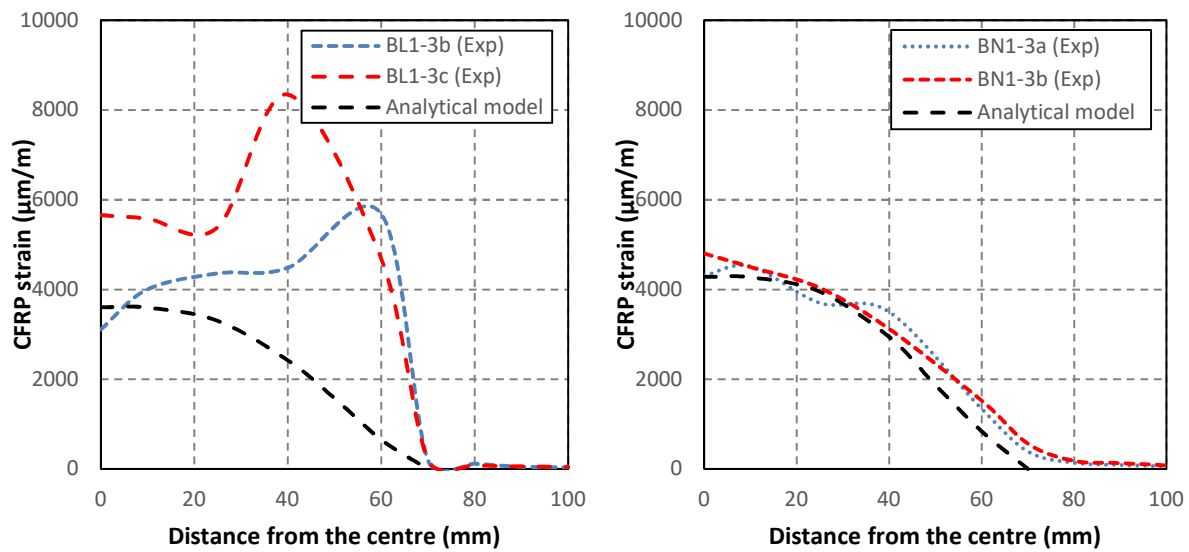 10000
8000
6000
4000
2000
0
CFRP strain (µm/m)
BL1-3b (Exp)
BL1-3c (Exp)
Analytical model
0 20 40 60 80 100
Distance from the centre (mm)
10000
8000
6000
4000
2000
0
CFRP strain (µm/m)
BN1-3a (Exp)
BN1-3b (Exp)
Analytical model
0 20 40 60 80 100
Distance from the centre (mm)